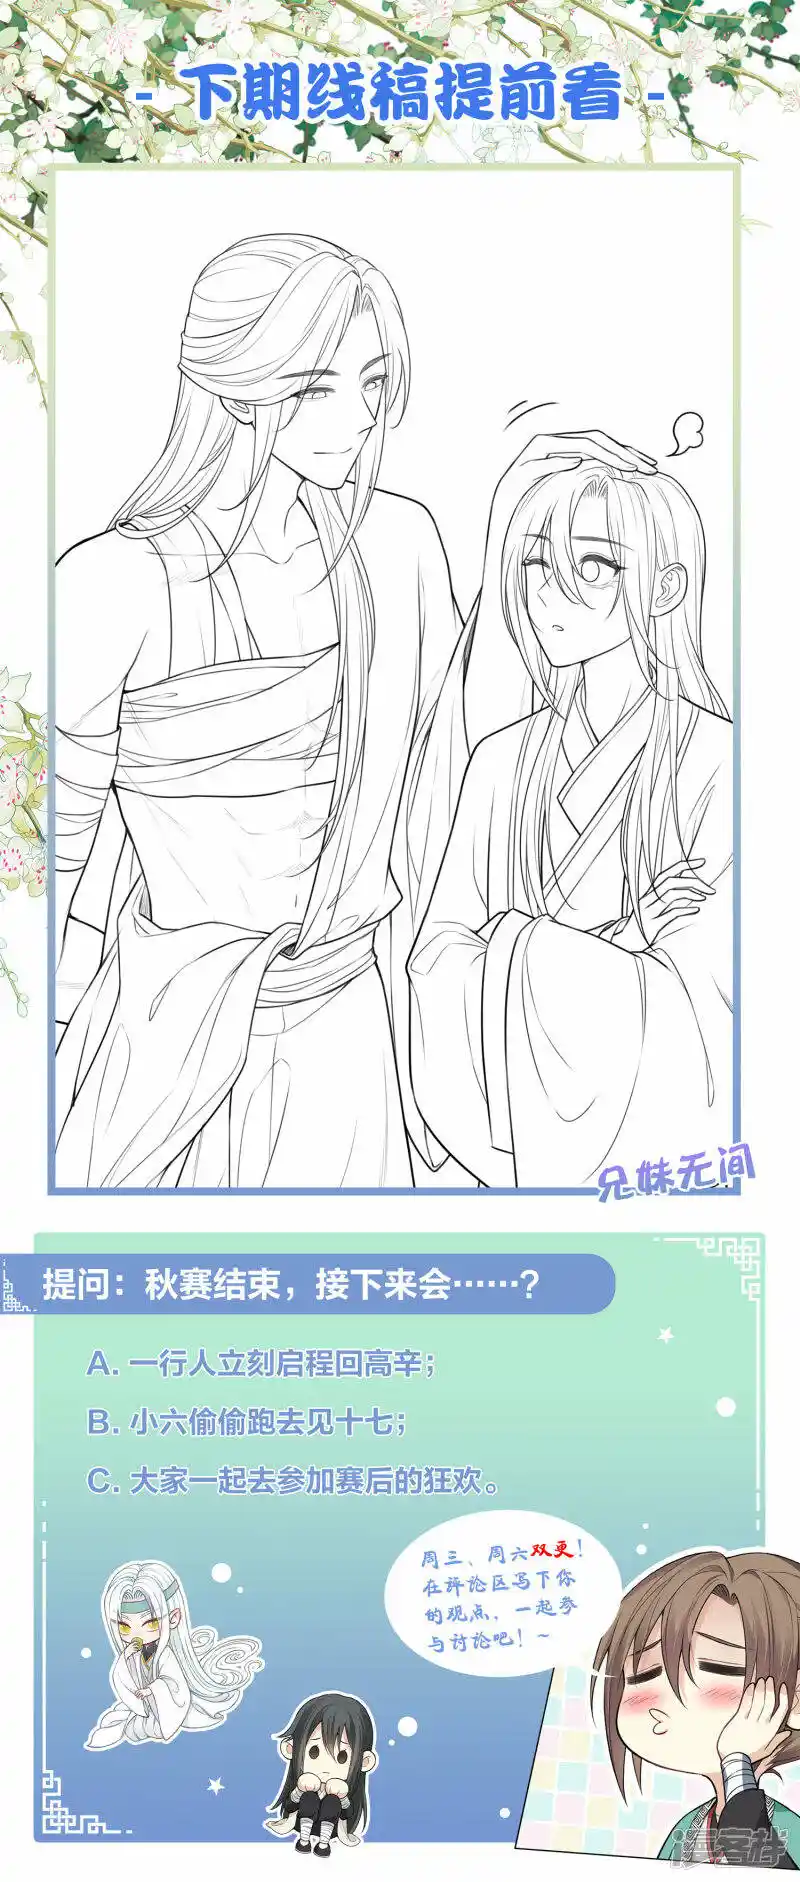 - 下期线稿提前看 -
兄妹无间
提问：秋赛结束，接下来会……？
A. 一行人立刻启程回高辛；
B. 小六偷偷跑去见十七；
C. 大家一起去参加赛后的狂欢。
周三、周六双更！
在评论区写下你
的观点，一起参
与讨论吧！~
漫客栈